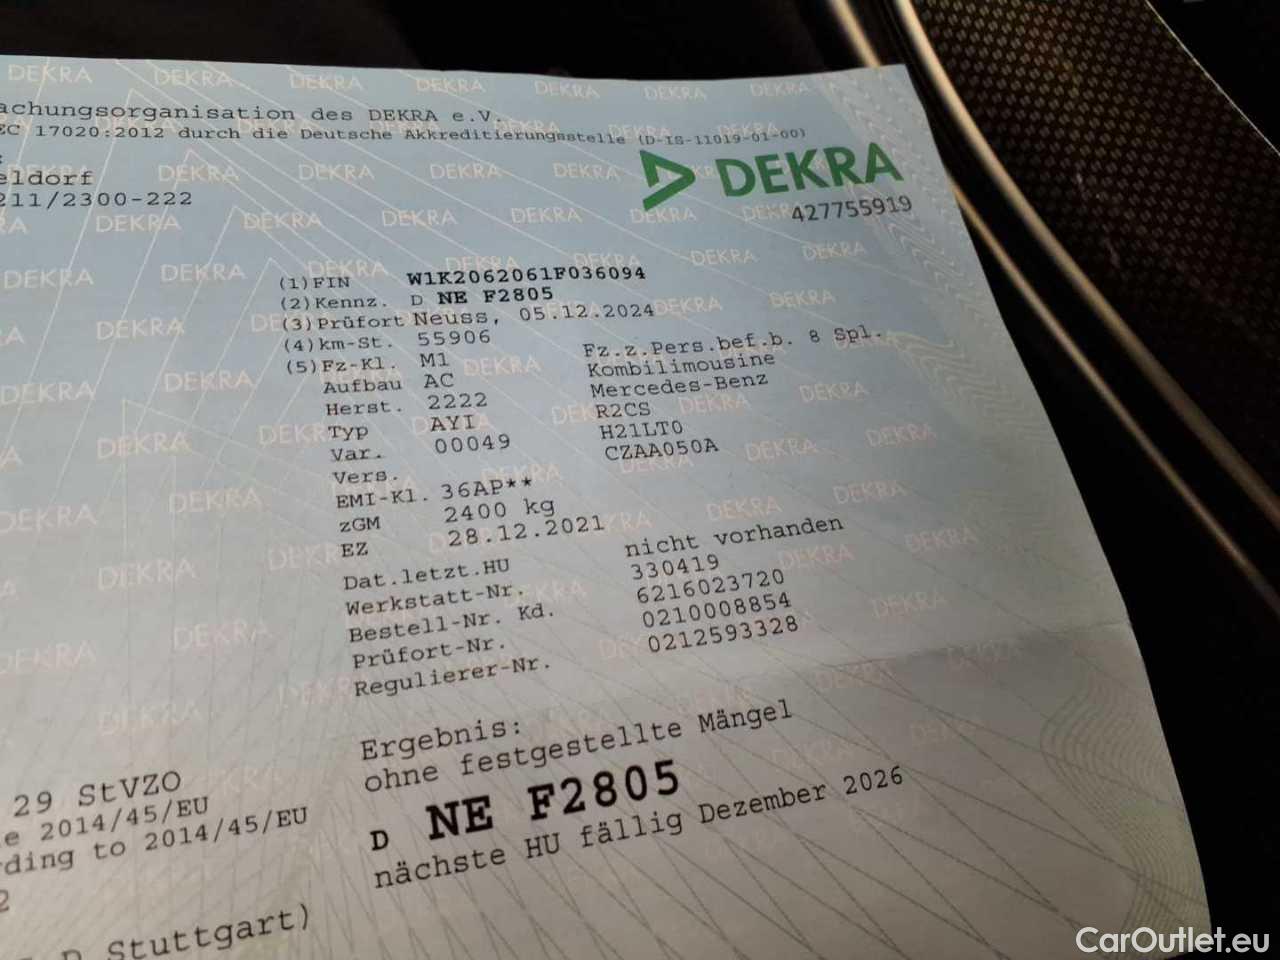 achungsorganisation des DEKRA e.V.
EC 17020:2012 durch die Deutsche Akkreditierungsstelle (D-IS-11019-01-00)
eldorf
211/2300-222
DEKRA
427755919
(1)FIN W1K2062061F036094
(2)Kennz. D NE F2805
(3)Prüfort Neuss, 05.12.2024
(4)km-St. 55906
(5)Fz-Kl. M1 Fz.z.Pers.bef.b. 8 Spl.
Aufbau AC Kombilimousine
Herst. 2222 Mercedes-Benz
Typ AYI R2CS
Var. 00049 H21LT0
Vers. CZAA050A
EMI-Kl. 36AP**
zGM 2400 kg
EZ 28.12.2021
Dat.letzt.HU nicht vorhanden
Werkstatt-Nr. 330419
Bestell-Nr. Kd. 6216023720
Prüfort-Nr. 0210008854
Regulierer-Nr. 0212593328
Ergebnis:
ohne festgestellte Mängel
D NE F2805
nächste HU fällig Dezember 2026
29 StVZO
e 2014/45/EU
ding to 2014/45/EU
2
D Stuttgart)
CarOutlet.eu